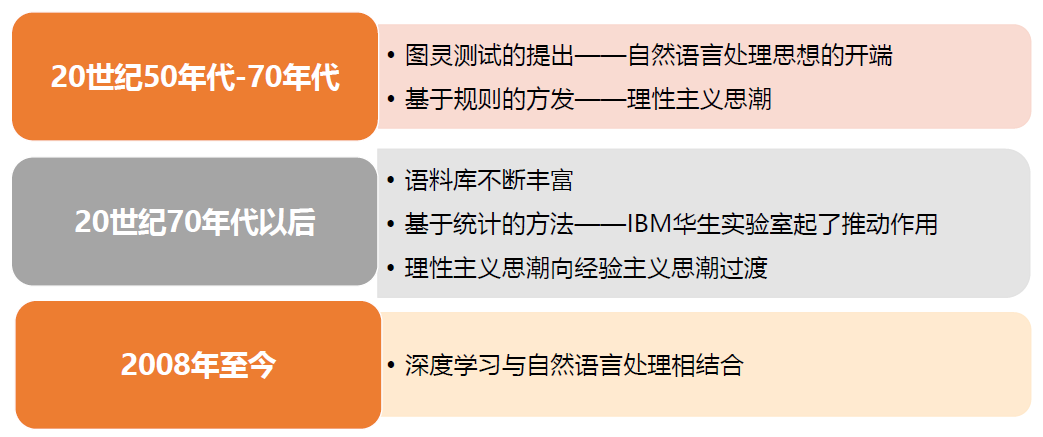 20世纪50年代-70年代
• 图灵测试的提出——自然语言处理思想的开端
• 基于规则的方发——理性主义思潮
20世纪70年代以后
• 语料库不断丰富
• 基于统计的方法——IBM华生实验室起了推动作用
• 理性主义思潮向经验主义思潮过渡
2008年至今
• 深度学习与自然语言处理相结合